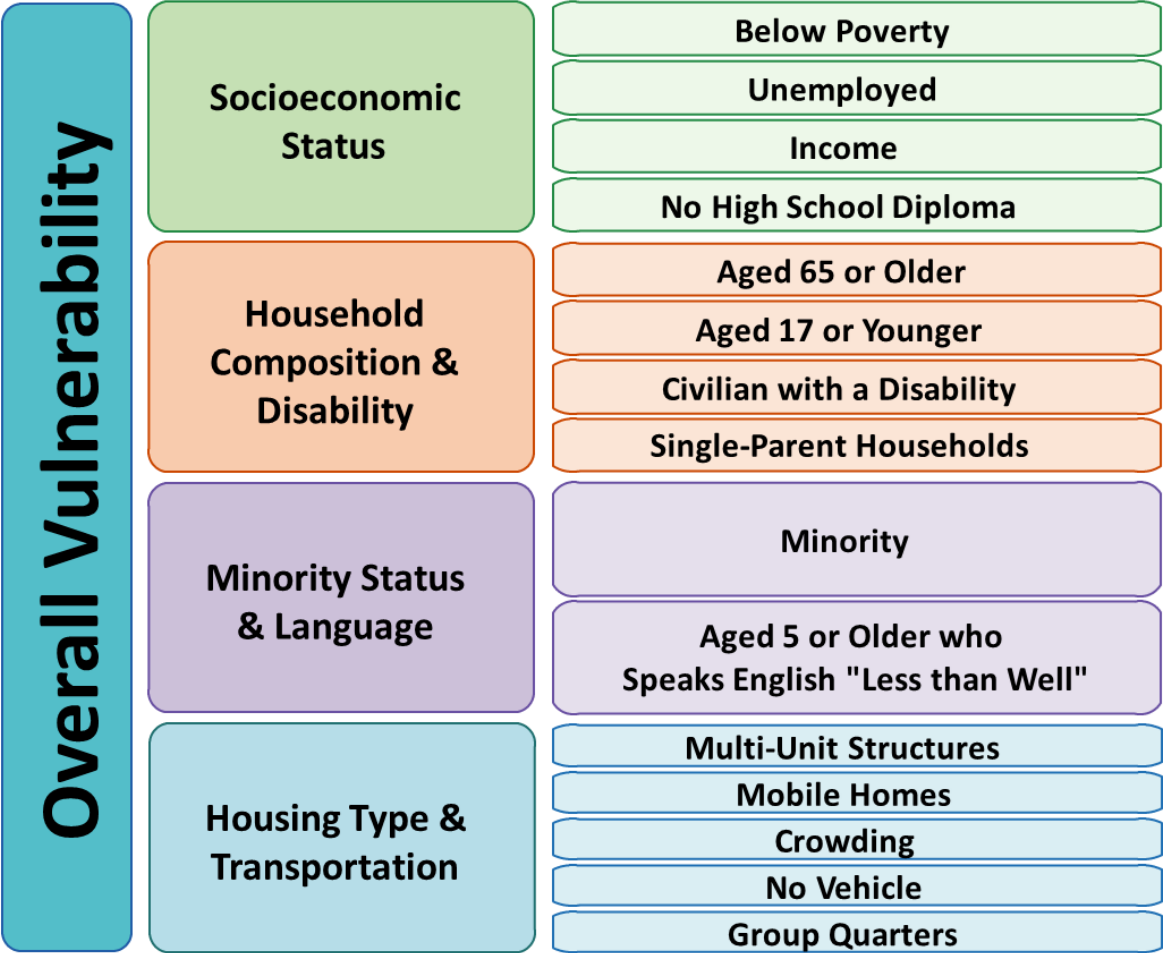 Overall Vulnerability
Socioeconomic
Status
Below Poverty
Unemployed
Income
No High School Diploma
Household
Composition &
Disability
Aged 65 or Older
Aged 17 or Younger
Civilian with a Disability
Single-Parent Households
Minority Status
& Language
Minority
Aged 5 or Older who
Speaks English "Less than Well"
Housing Type &
Transportation
Multi-Unit Structures
Mobile Homes
Crowding
No Vehicle
Group Quarters